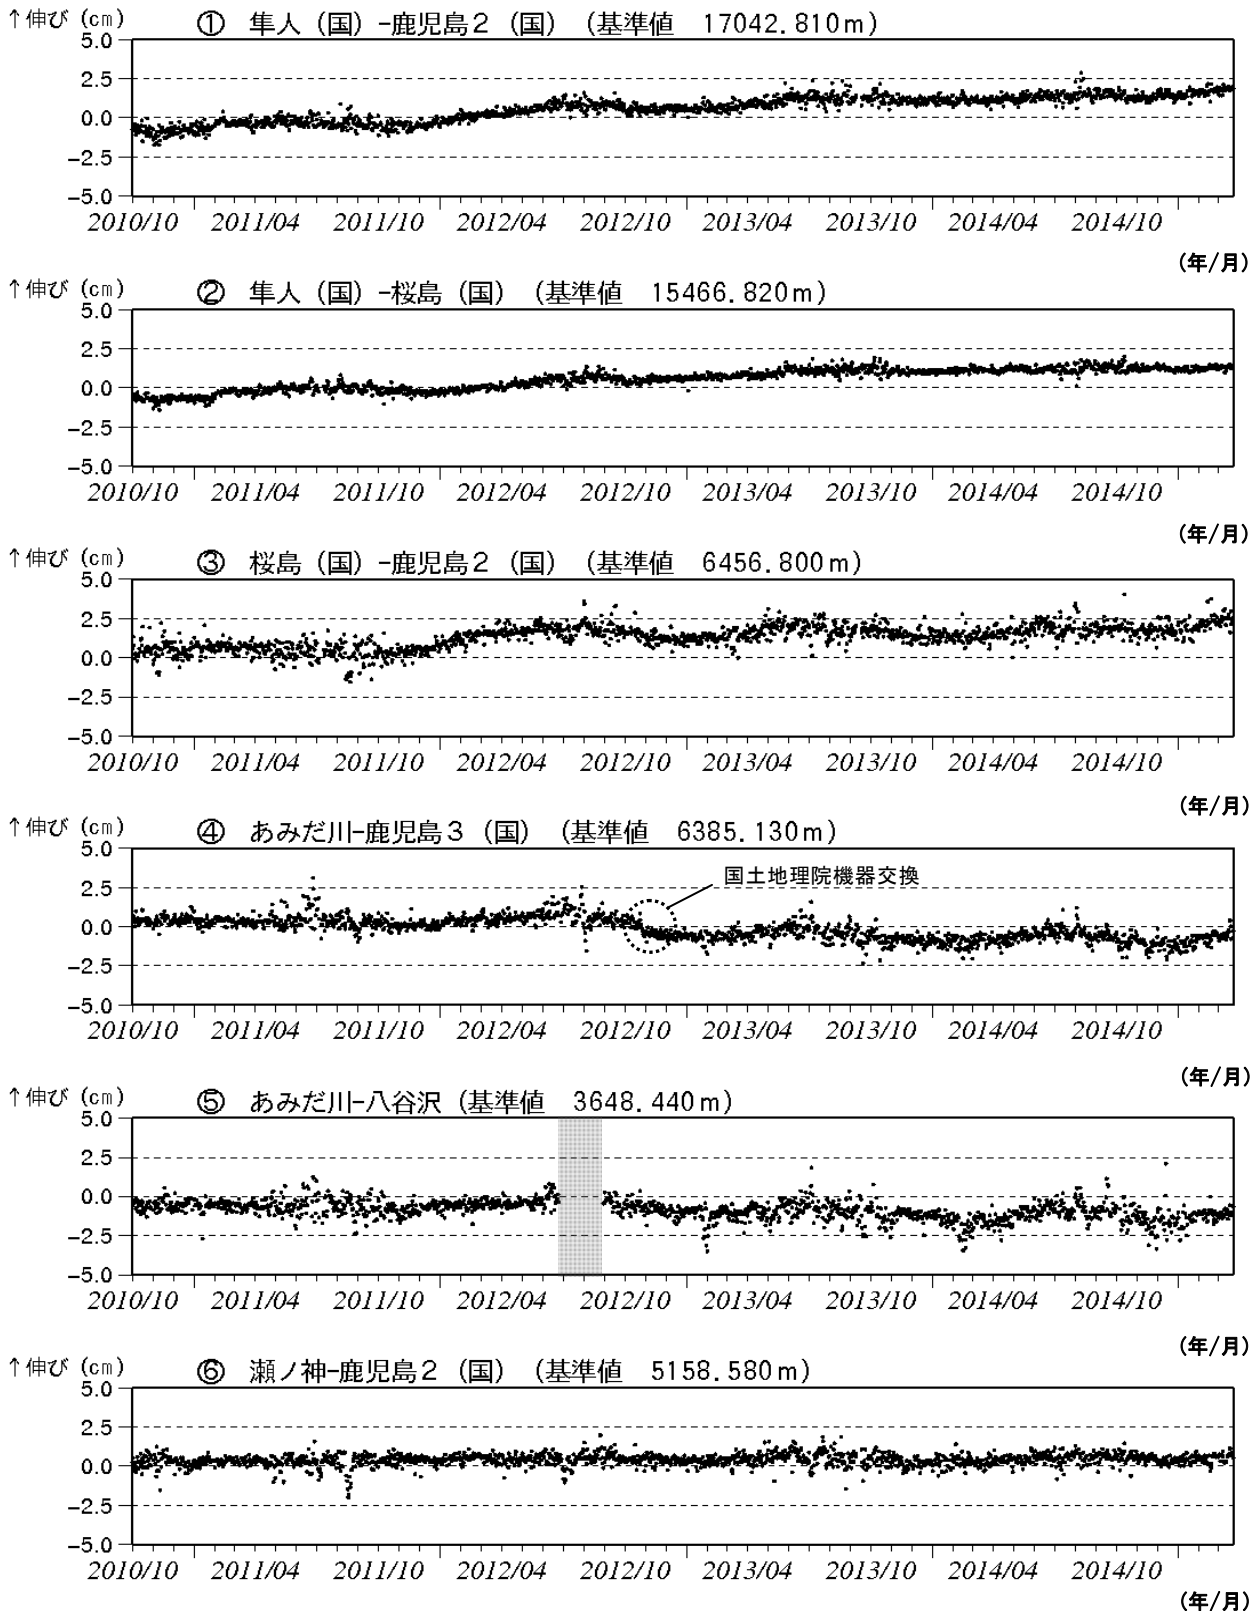 ↑伸び (cm) ① 隼人（国）-鹿児島２（国）（基準値 17042.810m）
5.0
2.5
0.0
-2.5
-5.0
2010/10 2011/04 2011/10 2012/04 2012/10 2013/04 2013/10 2014/04 2014/10
(年/月)
↑伸び (cm) ② 隼人（国）-桜島（国）（基準値 15466.820m）
5.0
2.5
0.0
-2.5
-5.0
2010/10 2011/04 2011/10 2012/04 2012/10 2013/04 2013/10 2014/04 2014/10
(年/月)
↑伸び (cm) ③ 桜島（国）-鹿児島２（国）（基準値 6456.800m）
5.0
2.5
0.0
-2.5
-5.0
2010/10 2011/04 2011/10 2012/04 2012/10 2013/04 2013/10 2014/04 2014/10
(年/月)
↑伸び (cm) ④ あみだ川-鹿児島３（国）（基準値 6385.130m）
5.0
国土地理院機器交換
2.5
0.0
-2.5
-5.0
2010/10 2011/04 2011/10 2012/04 2012/10 2013/04 2013/10 2014/04 2014/10
(年/月)
↑伸び (cm) ⑤ あみだ川-八谷沢（基準値 3648.440m）
5.0
2.5
0.0
-2.5
-5.0
2010/10 2011/04 2011/10 2012/04 2012/10 2013/04 2013/10 2014/04 2014/10
(年/月)
↑伸び (cm) ⑥ 瀬ノ神-鹿児島２（国）（基準値 5158.580m）
5.0
2.5
0.0
-2.5
-5.0
2010/10 2011/04 2011/10 2012/04 2012/10 2013/04 2013/10 2014/04 2014/10
(年/月)